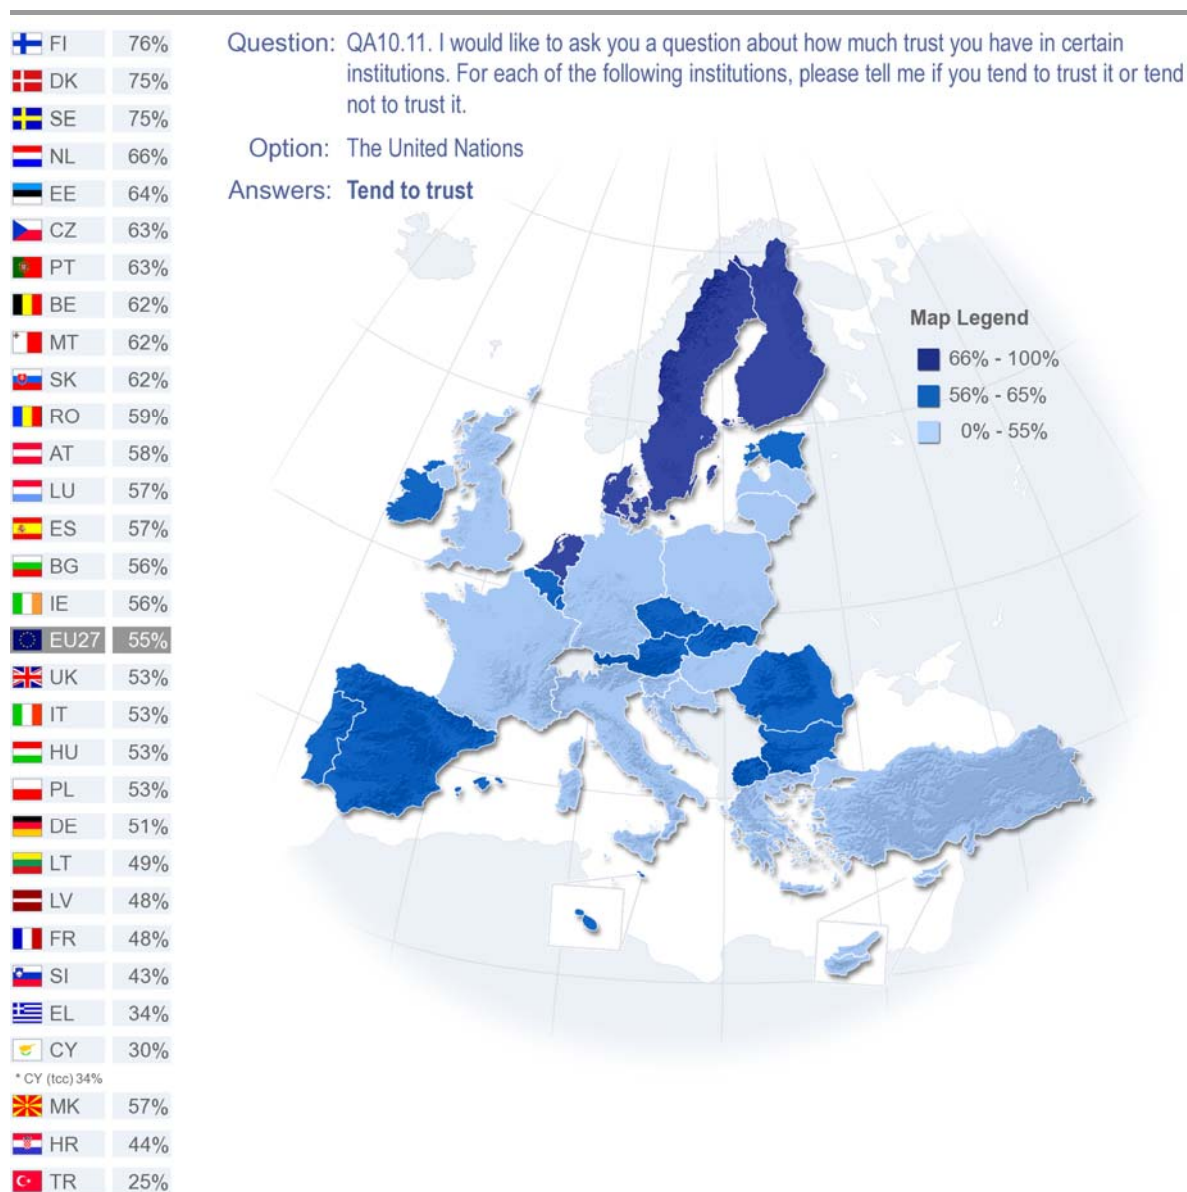 FI 76%
DK 75%
SE 75%
NL 66%
EE 64%
CZ 63%
PT 63%
BE 62%
MT 62%
SK 62%
RO 59%
AT 58%
LU 57%
ES 57%
BG 56%
IE 56%
EU27 55%
UK 53%
IT 53%
HU 53%
PL 53%
DE 51%
LT 49%
LV 48%
FR 48%
SI 43%
EL 34%
CY 30%
* CY (tcc) 34%
MK 57%
HR 44%
TR 25%
Question: QA10.11. I would like to ask you a question about how much trust you have in certain
institutions. For each of the following institutions, please tell me if you tend to trust it or tend
not to trust it.
Option: The United Nations
Answers: Tend to trust
Map Legend
66% - 100%
56% - 65%
0% - 55%